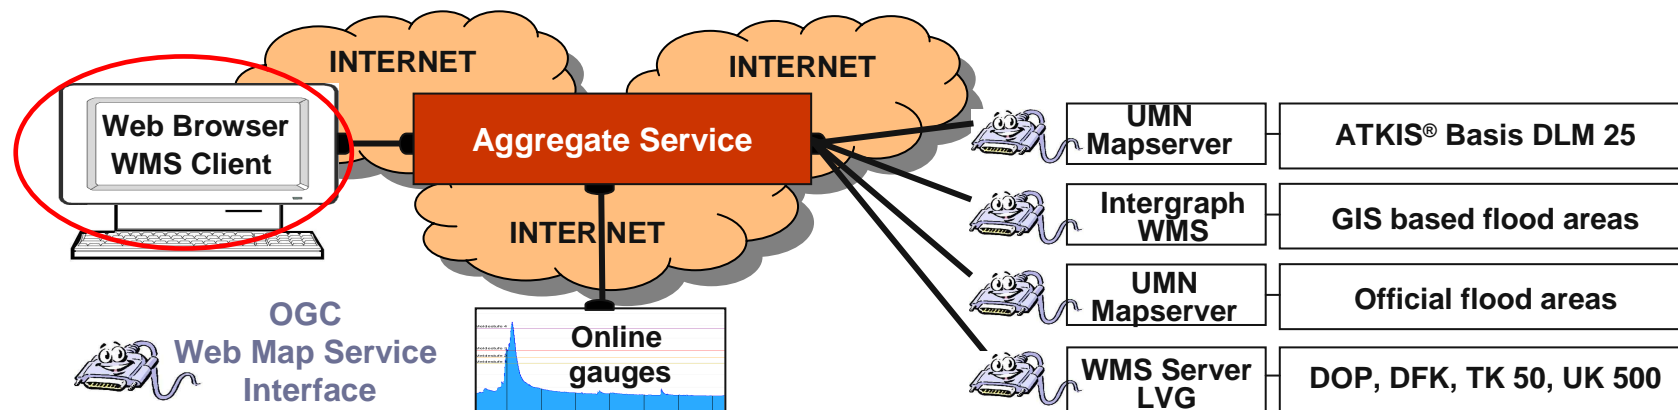 INTERNET
INTERNET
Web Browser
WMS Client
Aggregate Service
INTERNET
UMN
Mapserver
ATKIS® Basis DLM 25
Intergraph
WMS
GIS based flood areas
UMN
Mapserver
Official flood areas
WMS Server
LVG
DOP, DFK, TK 50, UK 500
OGC
Web Map Service
Interface
Online
gauges